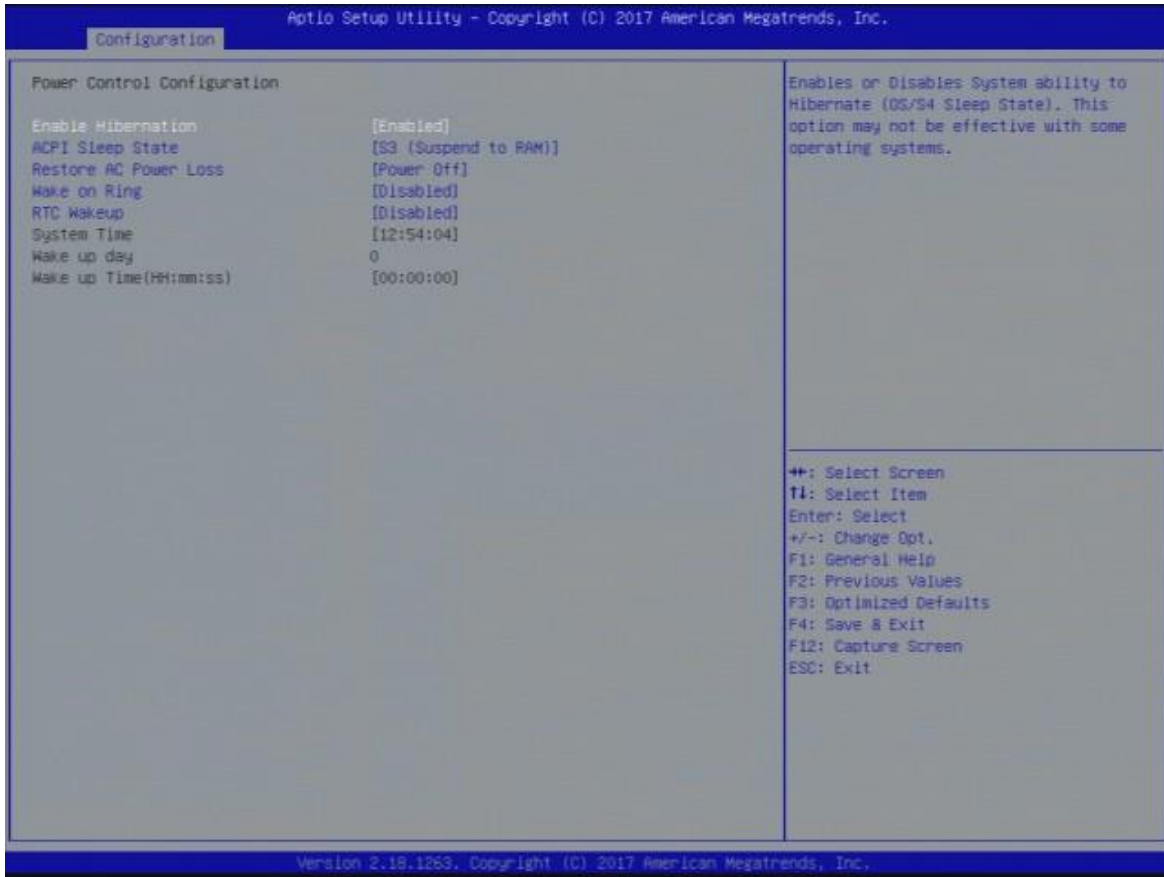 Aptio Setup Utility - Copyright (C) 2017 American Megatrends, Inc.
Configuration
Power Control Configuration
Enable Hibernation [Enabled]
ACPI Sleep State [S3 (Suspend to RAM)]
Restore AC Power Loss [Power Off]
Wake on Ring [Disabled]
RTC Wakeup [Disabled]
System Time [12:54:04]
Wake up day 0
Wake up Time(HH:mm:ss) [00:00:00]
Enables or Disables System ability to
Hibernate (OS/S4 Sleep State). This
option may not be effective with some
operating systems.
→←: Select Screen
↑↓: Select Item
Enter: Select
+/-: Change Opt.
F1: General Help
F2: Previous Values
F3: Optimized Defaults
F4: Save & Exit
F12: Capture Screen
ESC: Exit
Version 2.18.1263. Copyright (C) 2017 American Megatrends, Inc.